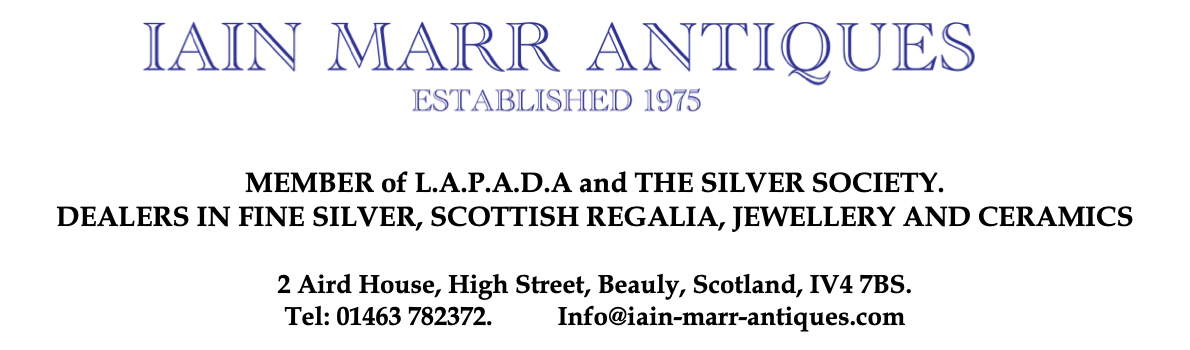 IAIN MARR ANTIQUES
ESTABLISHED 1975
MEMBER of L.A.P.A.D.A and THE SILVER SOCIETY.
DEALERS IN FINE SILVER, SCOTTISH REGALIA, JEWELLERY AND CERAMICS
2 Aird House, High Street, Beauly, Scotland, IV4 7BS.
Tel: 01463 782372. Info@iain-marr-antiques.com